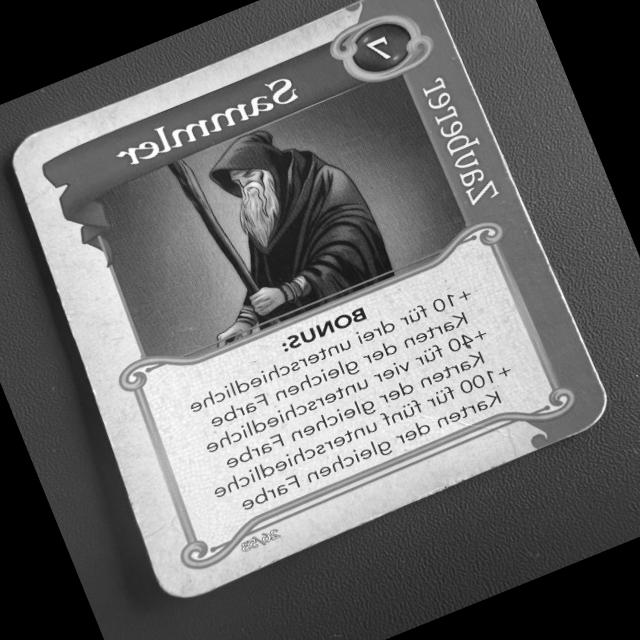 7
Sammler
Zauberer
BONUS:
+10 für drei unterschiedliche
Karten der gleichen Farbe
+40 für vier unterschiedliche
Karten der gleichen Farbe
+100 für fünf unterschiedliche
Karten der gleichen Farbe